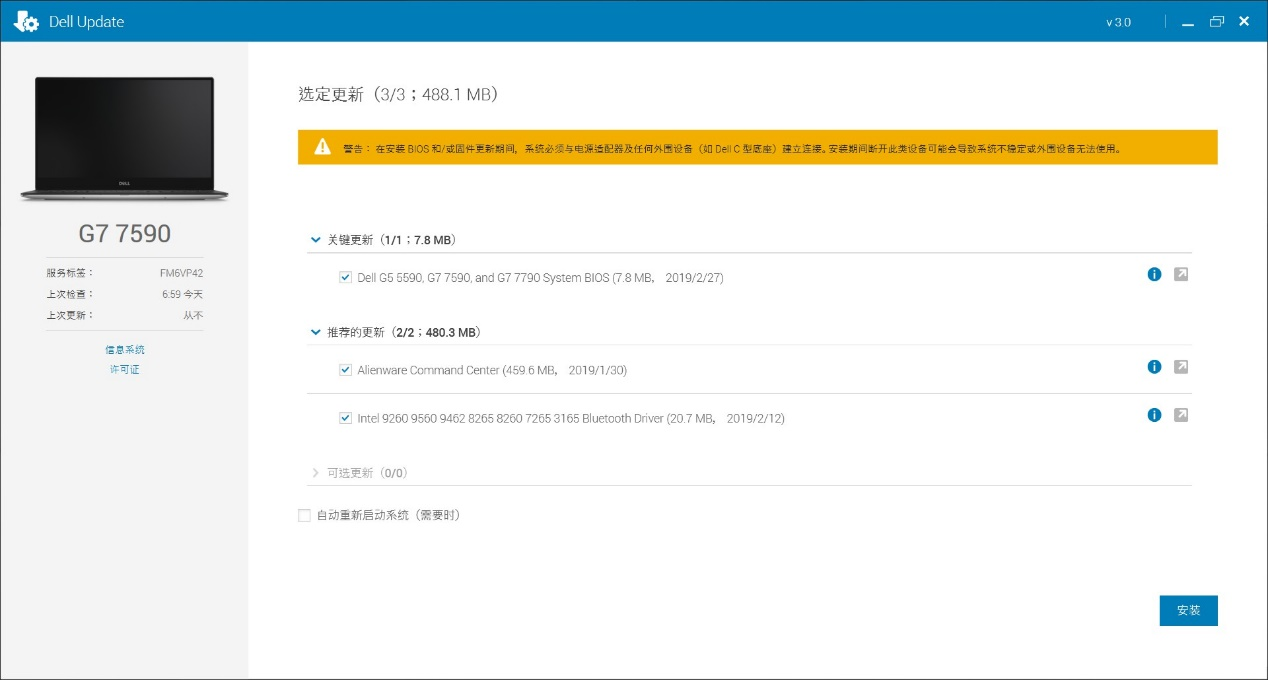 Dell Update
v 3.0
选定更新（3/3；488.1 MB）
警告： 在安装 BIOS 和/或固件更新期间，系统必须与电源适配器及任何外围设备（如 Dell C 型底座）建立连接。安装期间断开此类设备可能会导致系统不稳定或外围设备无法使用。
DELL
G7 7590
服务标签： FM6VP42
上次检查： 6:59 今天
上次更新： 从不
信息系统
许可证
关键更新（1/1；7.8 MB）
Dell G5 5590, G7 7590, and G7 7790 System BIOS (7.8 MB， 2019/2/27)
推荐的更新（2/2；480.3 MB）
Alienware Command Center (459.6 MB， 2019/1/30)
Intel 9260 9560 9462 8265 8260 7265 3165 Bluetooth Driver (20.7 MB， 2019/2/12)
可选更新（0/0）
自动重新启动系统（需要时）
安装